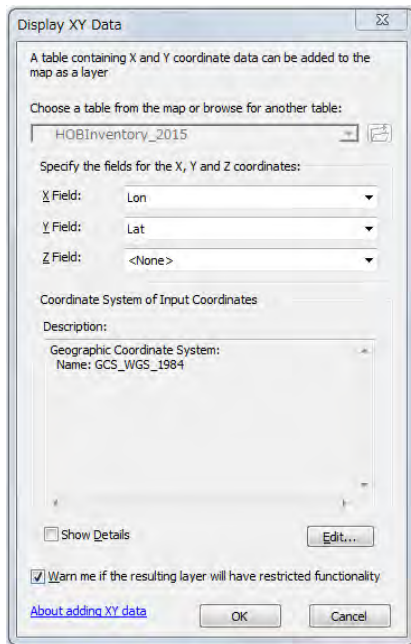 Display XY Data
A table containing X and Y coordinate data can be added to the
map as a layer
Choose a table from the map or browse for another table:
HOBInventory_2015
Specify the fields for the X, Y and Z coordinates:
X Field: Lon
Y Field: Lat
Z Field: <None>
Coordinate System of Input Coordinates
Description:
Geographic Coordinate System:
Name: GCS_WGS_1984
Show Details Edit...
Warn me if the resulting layer will have restricted functionality
About adding XY data OK Cancel